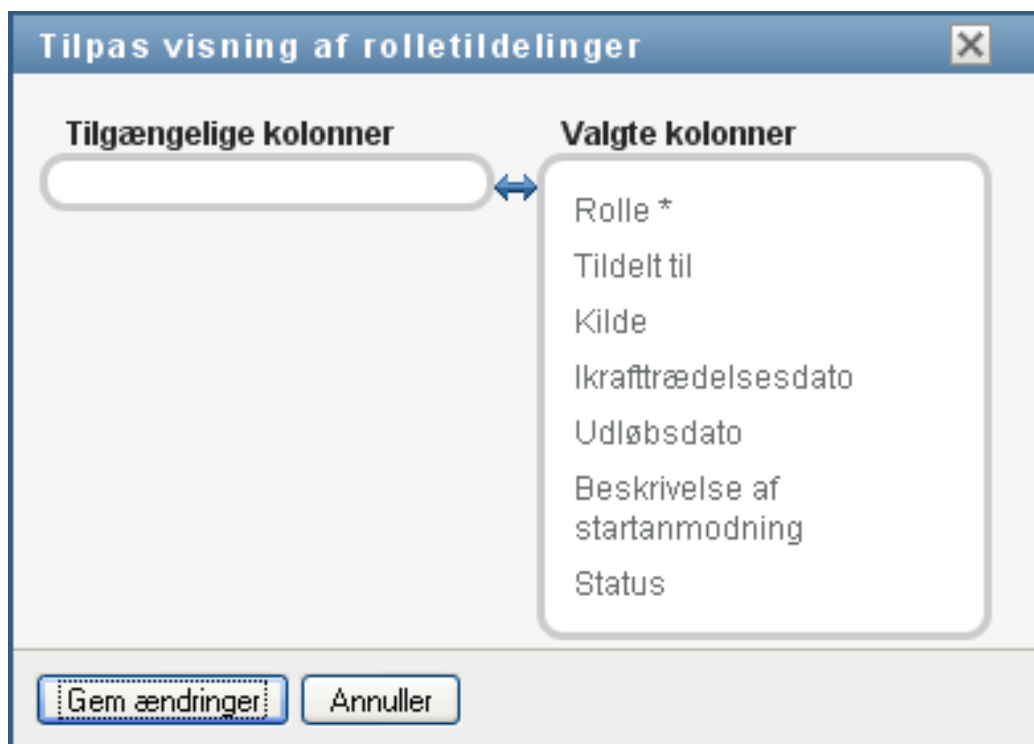 Tilpas visning af rolletildelinger
Tilgængelige kolonner
Valgte kolonner
Rolle *
Tildelt til
Kilde
Ikrafttrædelsesdato
Udløbsdato
Beskrivelse af
startanmodning
Status
Gem ændringer
Annuller